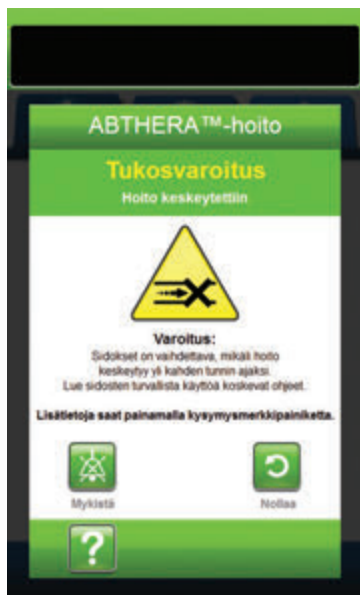 ABTHERA™-hoito
Tukosvaroitus
Hoito keskeytettiin
Varoitus:
Sidokset on vaihdettava, mikäli hoito
keskeytyy yli kahden tunnin ajaksi.
Lue sidosten turvallista käyttöä koskevat ohjeet.
Lisätietoja saat painamalla kysymysmerkkipainiketta.
Mykistä Nollaa
?